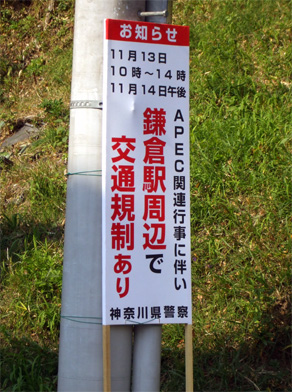 お知らせ
11月13日
10時～14時
11月14日午後
APEC関連行事に伴い
鎌倉駅周辺で
交通規制あり
神奈川県警察